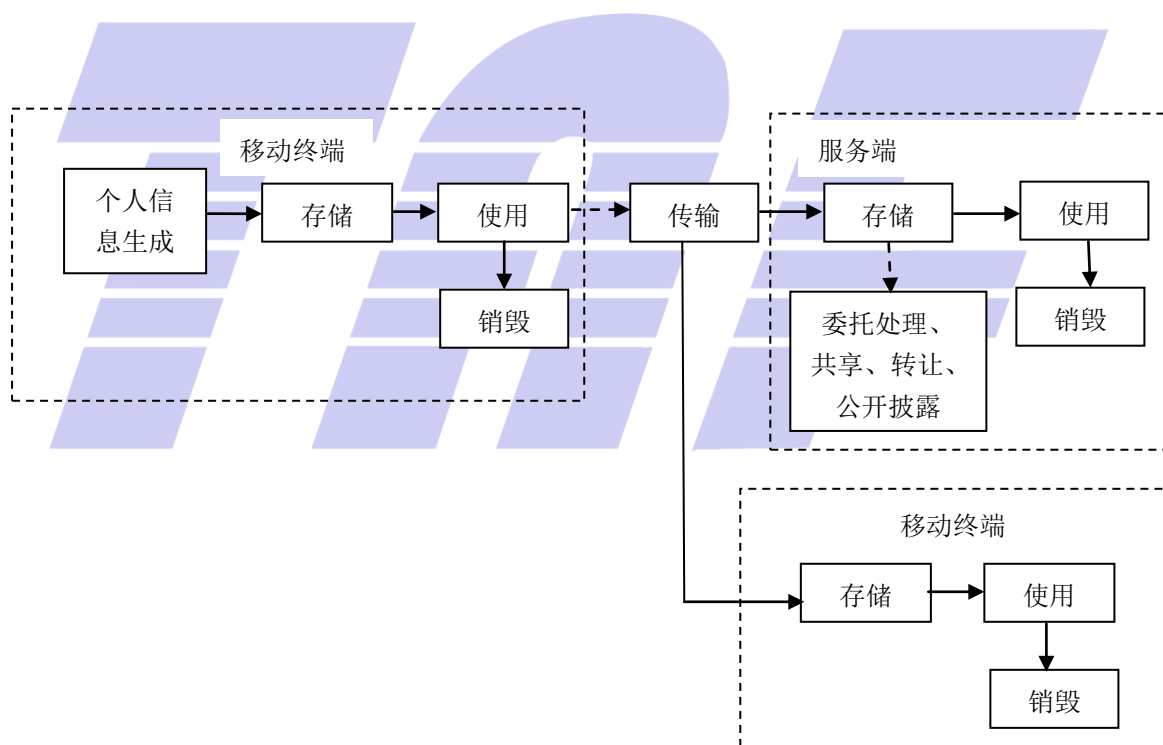 移动终端
个人信
息生成
存储
使用
销毁
传输
服务端
存储
使用
委托处理、
共享、转让、
公开披露
销毁
移动终端
存储
使用
销毁